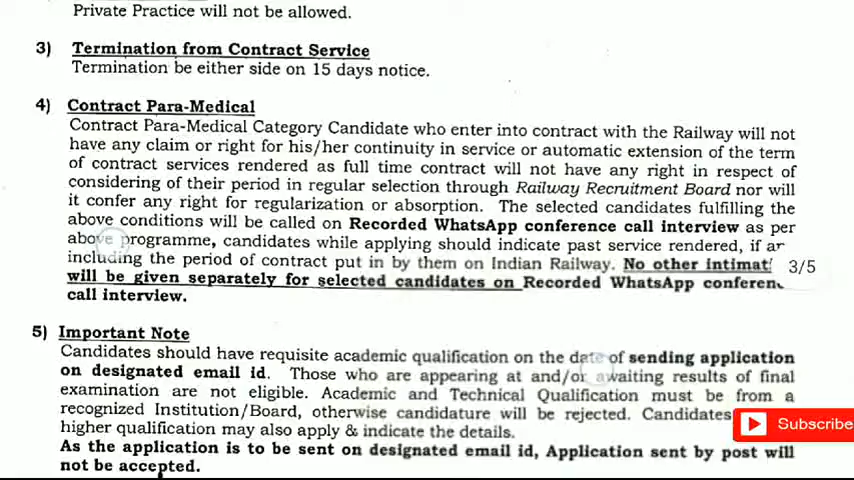 Private Practice will not be allowed.
3) Termination from Contract Service
Termination be either side on 15 days notice.
4) Contract Para-Medical
Contract Para-Medical Category Candidate who enter into contract with the Railway will not
have any claim or right for his/her continuity in service or automatic extension of the term
of contract services rendered as full time contract will not have any right in respect of
considering of their period in regular selection through Railway Recruitment Board nor will
it confer any right for regularization or absorption. The selected candidates fulfilling the
above conditions will be called on Recorded WhatsApp conference call interview as per
above programme, candidates while applying should indicate past service rendered, if
including the period of contract put in by them on Indian Railway. No other
3/5
will be given separately for selected candidates on Recorded WhatsApp
call interview.
5) Important Note
Candidates should have requisite academic qualification on the date of sending application
on designated email id. Those who are appearing at and/or awaiting results of final
examination are not eligible. Academic and Technical Qualification must be from a
recognized Institution/Board, otherwise candidature will be rejected. Candidates
Subscribe
higher qualification may also apply & indicate the details.
As the application is to be sent on designated email id, Application sent by post will
not be accepted.